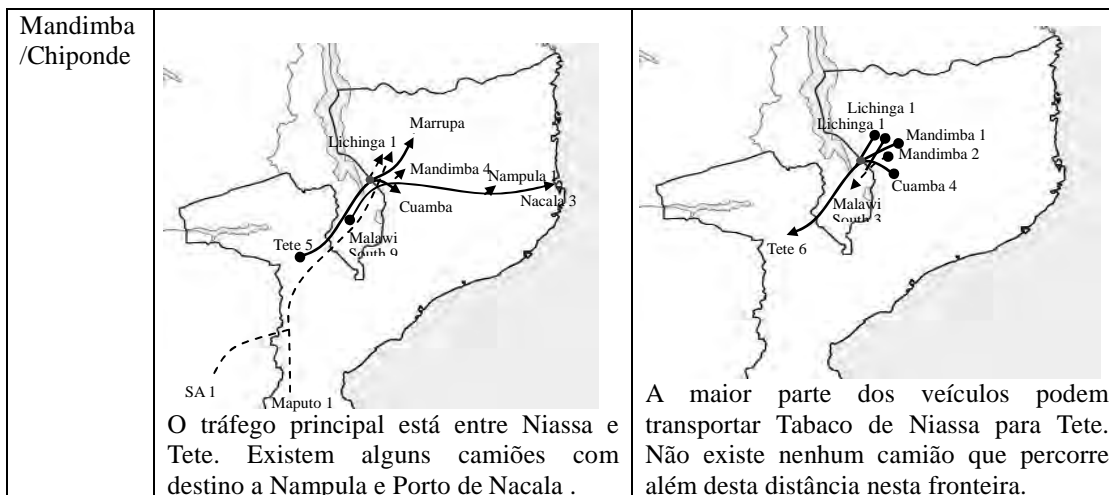 Mandimba
/Chiponde
Lichinga 1
Marrupa
Mandimba 4
Nampula 1
Nacala 3
Cuamba
Tete 5
Malawi
South 9
SA 1
Maputo 1
O tráfego principal está entre Niassa e
Tete. Existem alguns camiões com
destino a Nampula e Porto de Nacala .
Lichinga 1
Lichinga 1
Mandimba 1
Mandimba 2
Cuamba 4
Malawi
South 3
Tete 6
A maior parte dos veículos podem
transportar Tabaco de Niassa para Tete.
Não existe nenhum camião que percorre
além desta distância nesta fronteira.